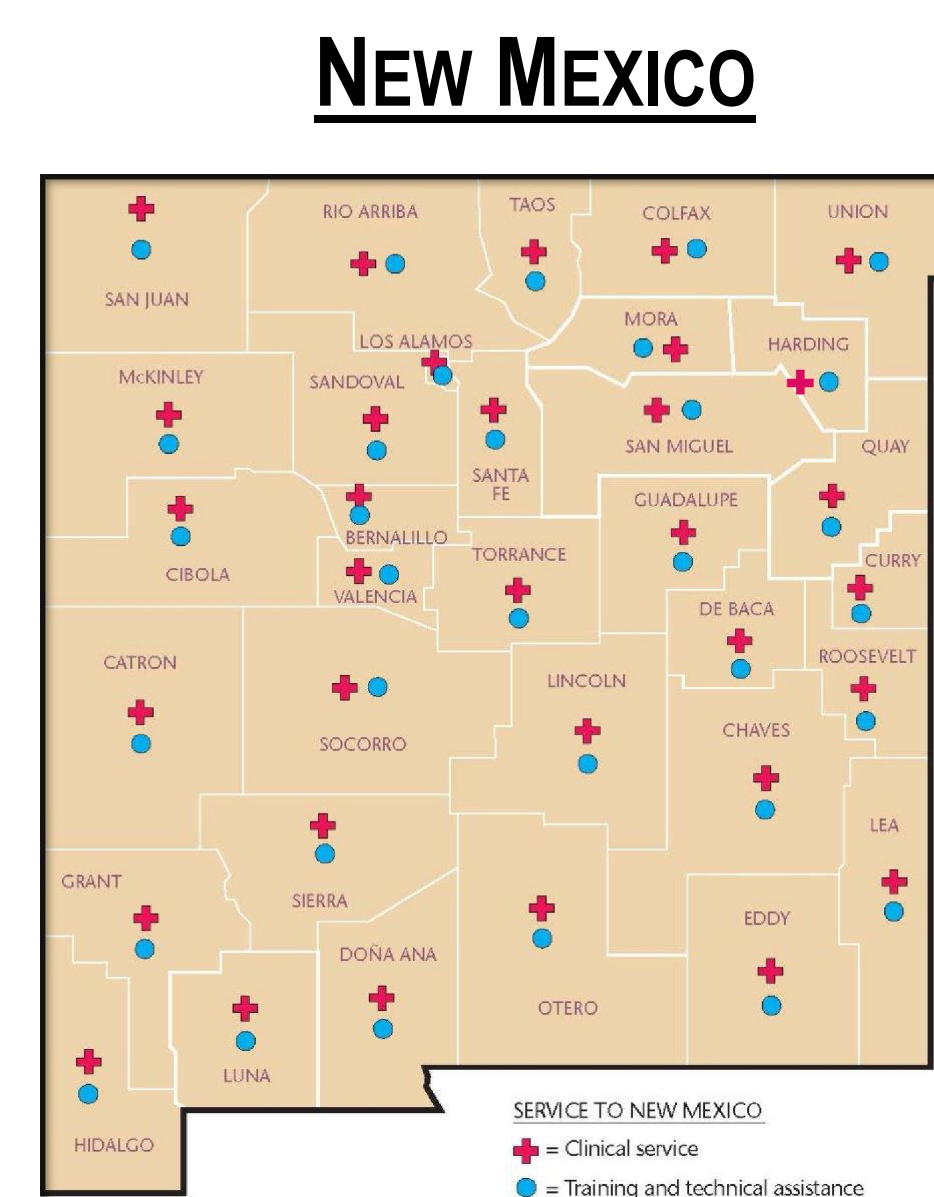 NEW MEXICO
RIO ARRIBA
TAOS
COLFAX
UNION
SAN JUAN
MORA
LOS ALAMOS
HARDING
McKINLEY
SANDOVAL
SAN MIGUEL
QUAY
SANTA
FE
GUADALUPE
BERNALILLO
TORRANCE
CURRY
CIBOLA
VALENCIA
DE BACA
CATRON
ROOSEVELT
LINCOLN
CHAVES
SOCORRO
LEA
GRANT
SIERRA
EDDY
DOÑA ANA
OTERO
LUNA
HIDALGO
SERVICE TO NEW MEXICO
= Clinical service
= Training and technical assistance